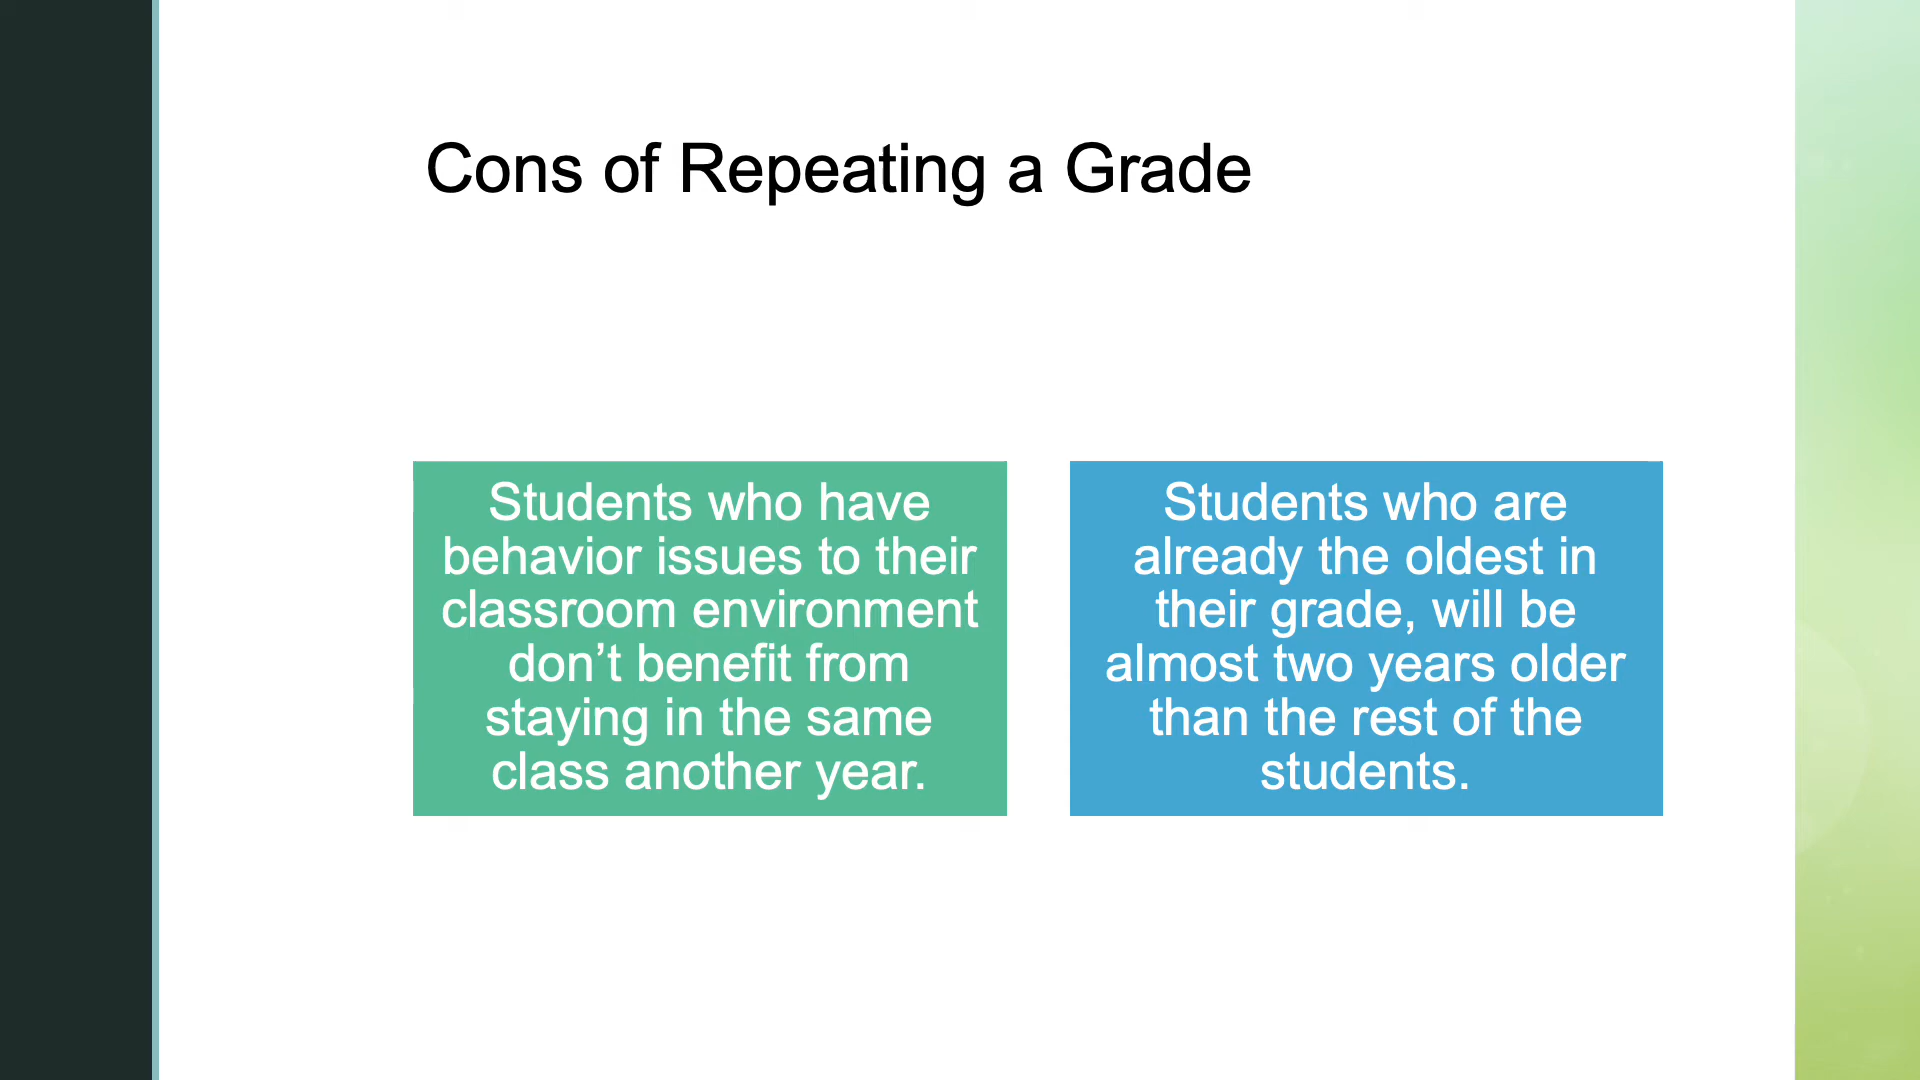 Cons of Repeating a Grade
Students who have
behavior issues to their
classroom environment
don’t benefit from
staying in the same
class another year.
Students who are
already the oldest in
their grade, will be
almost two years older
than the rest of the
students.